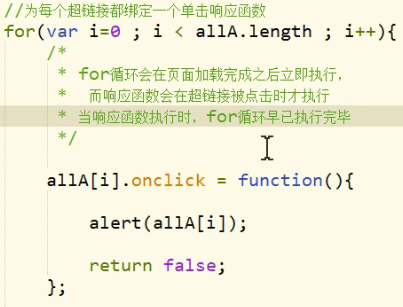 //为每个超链接都绑定一个单击响应函数
for(var i=0 ; i < allA.length ; i++){
/*
* for循环会在页面加载完成之后立即执行，
* 而响应函数会在超链接被点击时才执行
* 当响应函数执行时，for循环早已执行完毕
*/
allA[i].onclick = function(){
alert(allA[i]);
return false;
};